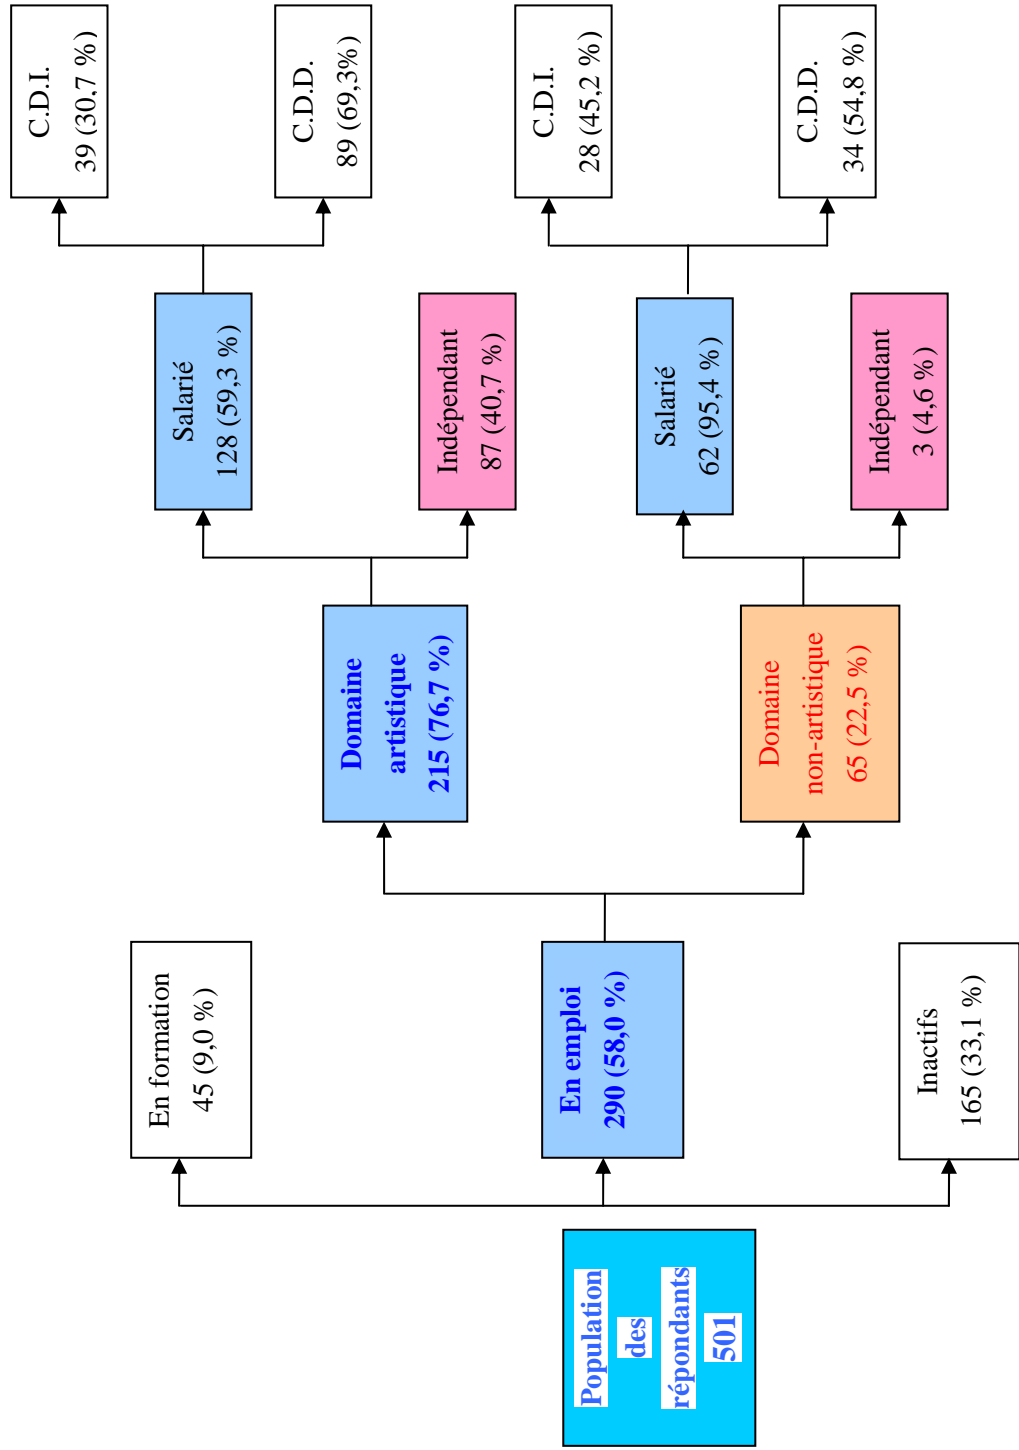 Population
des
répondants
501
En formation
45 (9,0 %)
En emploi
290 (58,0 %)
Inactifs
165 (33,1 %)
Domaine
artistique
215 (76,7 %)
Domaine
non-artistique
65 (22,5 %)
Salarié
128 (59,3 %)
Indépendant
87 (40,7 %)
Salarié
62 (95,4 %)
Indépendant
3 (4,6 %)
C.D.I.
39 (30,7 %)
C.D.D.
89 (69,3%)
C.D.I.
28 (45,2 %)
C.D.D.
34 (54,8 %)